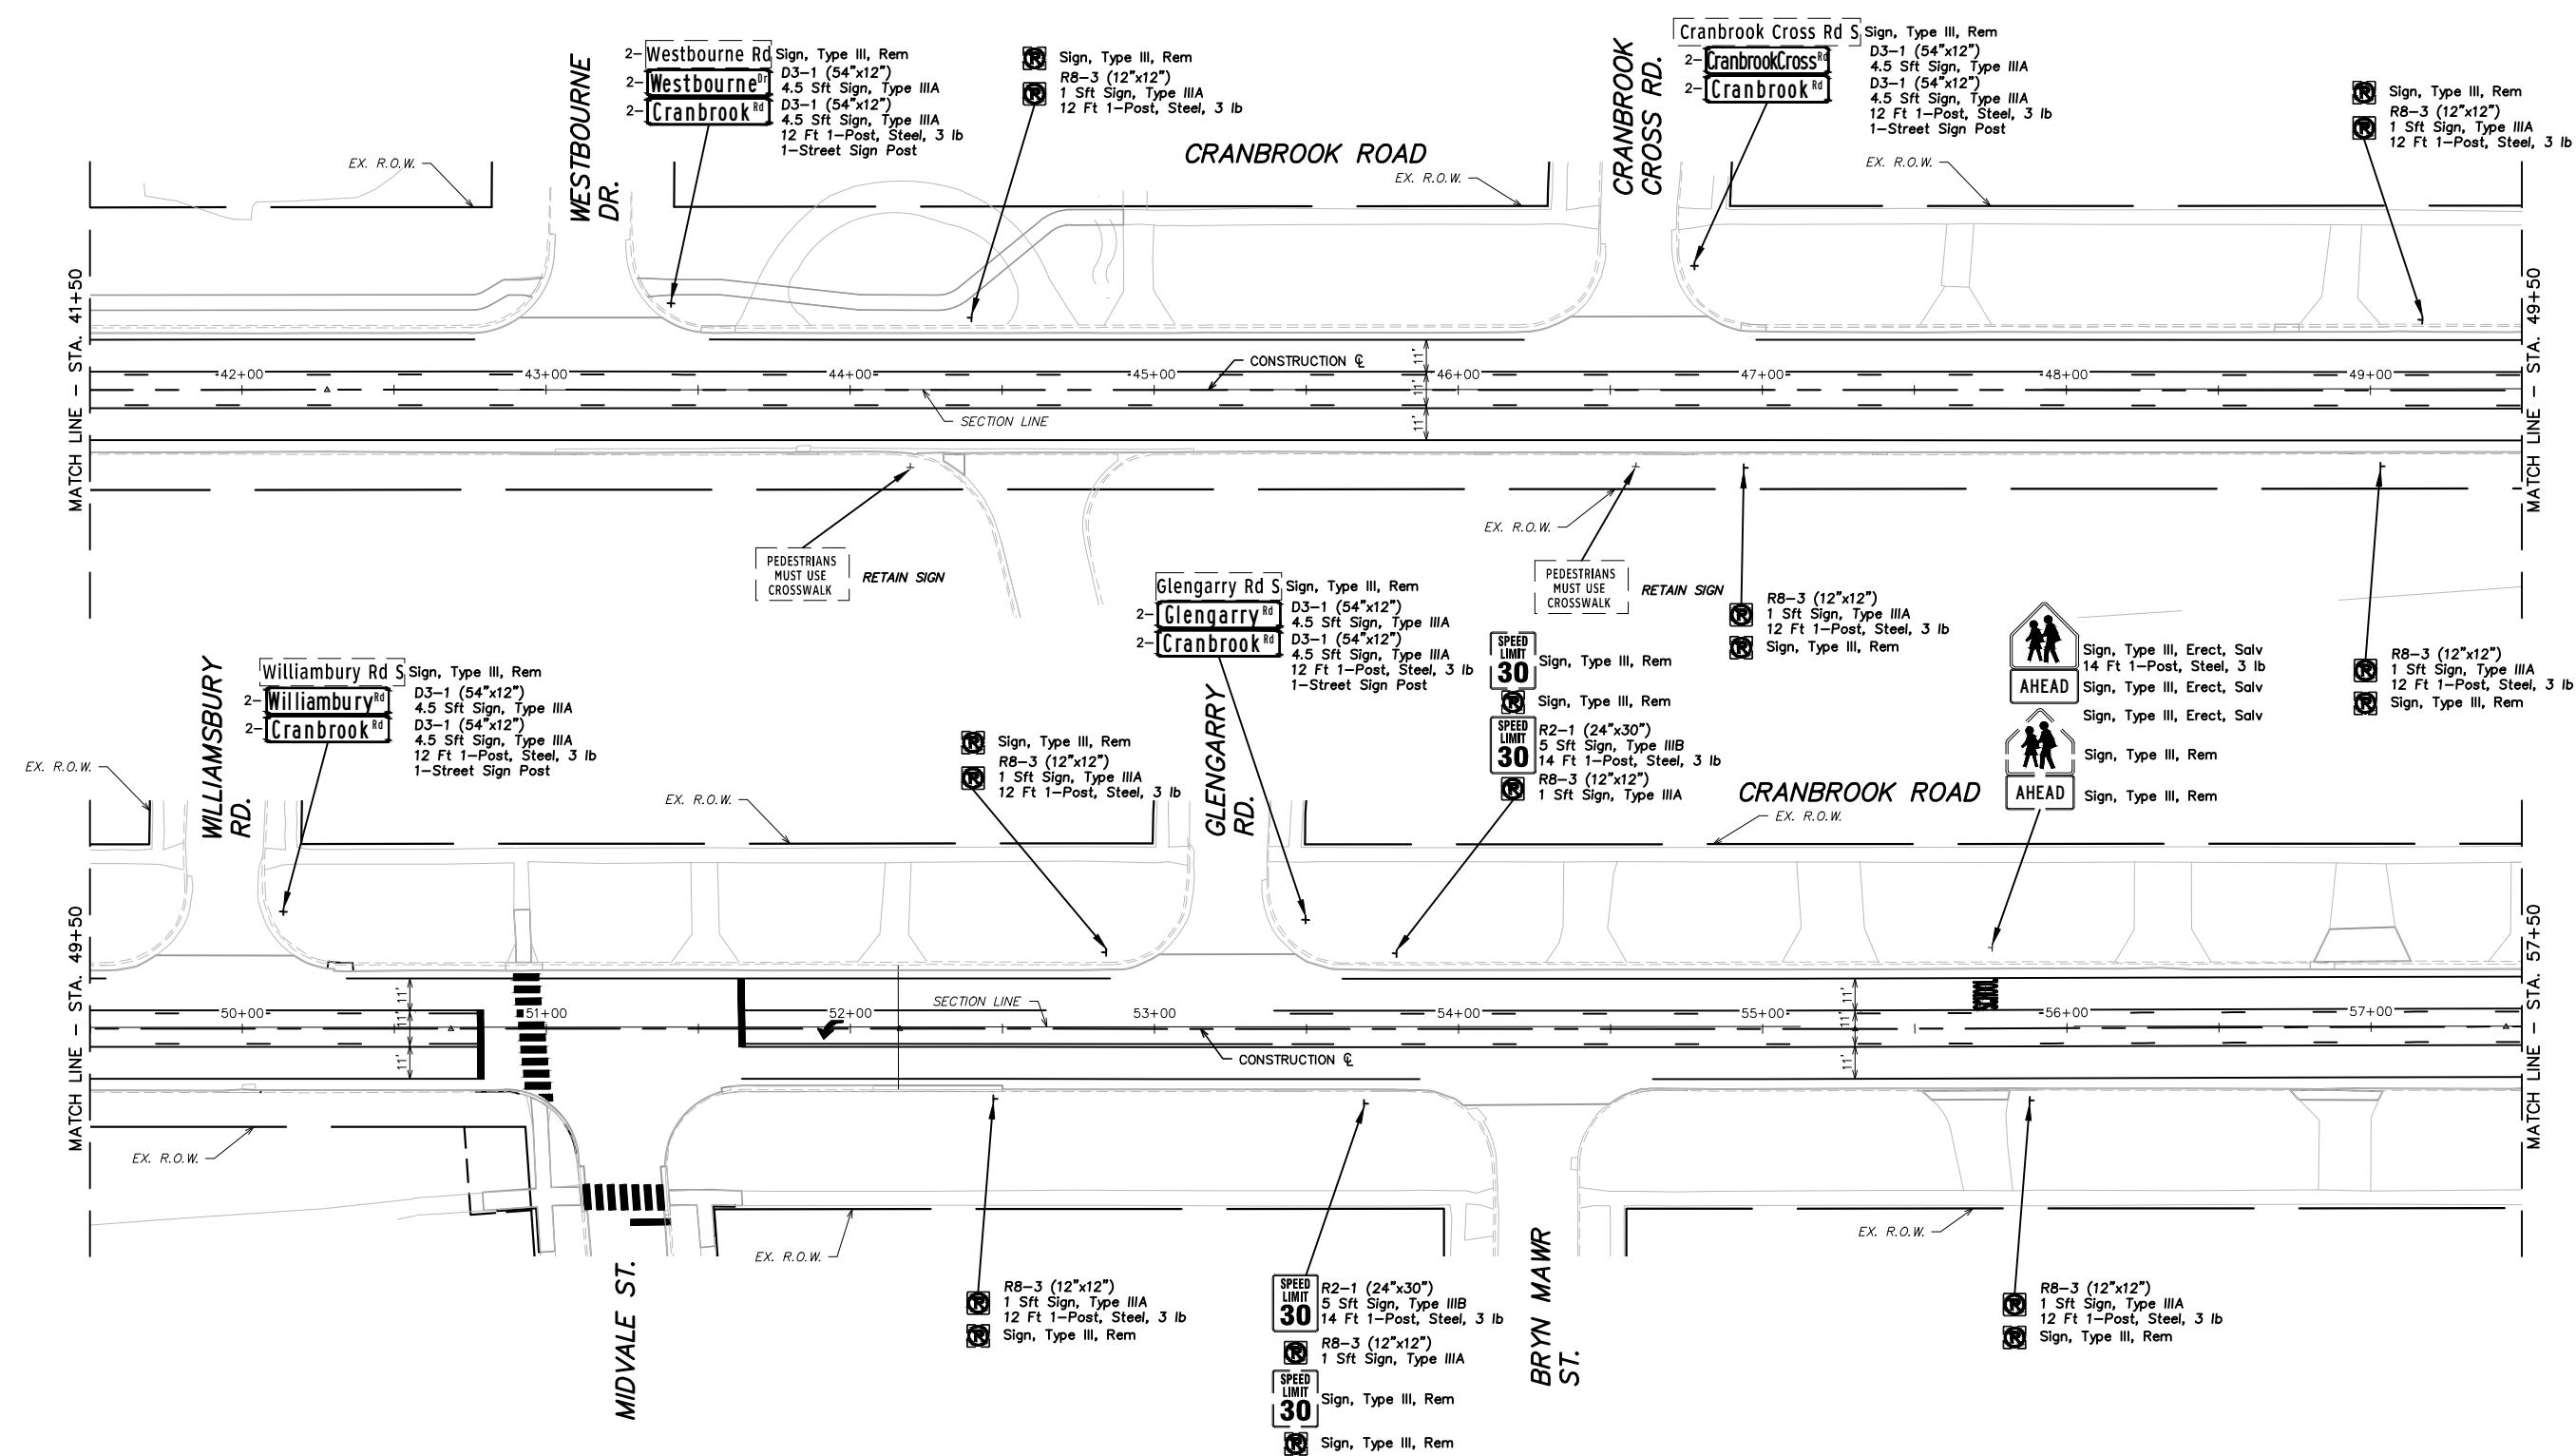 WESTBOURNE
DR.
2- Westbourne Rd Sign, Type III, Rem
2- Westbourne Dr D3-1 (54"x12")
4.5 Sft Sign, Type IIIA
2- Cranbrook Rd D3-1 (54"x12")
4.5 Sft Sign, Type IIIA
12 Ft 1-Post, Steel, 3 lb
1-Street Sign Post
R Sign, Type III, Rem
R8-3 (12"x12")
R 1 Sft Sign, Type IIIA
12 Ft 1-Post, Steel, 3 lb
CRANBROOK ROAD
CRANBROOK
CROSS RD.
Cranbrook Cross Rd S Sign, Type III, Rem
2- CranbrookCross Rd D3-1 (54"x12")
4.5 Sft Sign, Type IIIA
2- Cranbrook Rd D3-1 (54"x12")
4.5 Sft Sign, Type IIIA
12 Ft 1-Post, Steel, 3 lb
1-Street Sign Post
R Sign, Type III, Rem
R8-3 (12"x12")
R 1 Sft Sign, Type IIIA
12 Ft 1-Post, Steel, 3 lb
EX. R.O.W.
EX. R.O.W.
EX. R.O.W.
MATCH LINE - STA. 41+50
MATCH LINE - STA. 49+50
CONSTRUCTION ℄
42+00 43+00 44+00 45+00 46+00 47+00 48+00 49+00
11'
11'
11'
SECTION LINE
EX. R.O.W.
PEDESTRIANS
MUST USE
CROSSWALK
RETAIN SIGN
PEDESTRIANS
MUST USE
CROSSWALK
RETAIN SIGN
R8-3 (12"x12")
R 1 Sft Sign, Type IIIA
12 Ft 1-Post, Steel, 3 lb
R Sign, Type III, Rem
R8-3 (12"x12")
R 1 Sft Sign, Type IIIA
12 Ft 1-Post, Steel, 3 lb
R Sign, Type III, Rem
WILLIAMSBURY
RD.
Williambury Rd S Sign, Type III, Rem
2- Williambury Rd D3-1 (54"x12")
4.5 Sft Sign, Type IIIA
2- Cranbrook Rd D3-1 (54"x12")
4.5 Sft Sign, Type IIIA
12 Ft 1-Post, Steel, 3 lb
1-Street Sign Post
R Sign, Type III, Rem
R8-3 (12"x12")
R 1 Sft Sign, Type IIIA
12 Ft 1-Post, Steel, 3 lb
GLENGARRY
RD.
Glengarry Rd S Sign, Type III, Rem
2- Glengarry Rd D3-1 (54"x12")
4.5 Sft Sign, Type IIIA
2- Cranbrook Rd D3-1 (54"x12")
4.5 Sft Sign, Type IIIA
12 Ft 1-Post, Steel, 3 lb
1-Street Sign Post
SPEED
LIMIT
30
Sign, Type III, Rem
R Sign, Type III, Rem
SPEED
LIMIT
30
R2-1 (24"x30")
5 Sft Sign, Type IIIB
14 Ft 1-Post, Steel, 3 lb
R8-3 (12"x12")
R 1 Sft Sign, Type IIIA
CRANBROOK ROAD
Sign, Type III, Erect, Salv
14 Ft 1-Post, Steel, 3 lb
AHEAD Sign, Type III, Erect, Salv
Sign, Type III, Erect, Salv
Sign, Type III, Rem
AHEAD Sign, Type III, Rem
EX. R.O.W.
EX. R.O.W.
EX. R.O.W.
MATCH LINE - STA. 49+50
MATCH LINE - STA. 57+50
SCHOOL
SECTION LINE
50+00 51+00 52+00 53+00 54+00 55+00 56+00 57+00
11'
11'
11'
11'
11'
11'
CONSTRUCTION ℄
EX. R.O.W.
EX. R.O.W.
EX. R.O.W.
MIDVALE ST.
R8-3 (12"x12")
R 1 Sft Sign, Type IIIA
12 Ft 1-Post, Steel, 3 lb
R Sign, Type III, Rem
SPEED
LIMIT
30
R2-1 (24"x30")
5 Sft Sign, Type IIIB
14 Ft 1-Post, Steel, 3 lb
R8-3 (12"x12")
R 1 Sft Sign, Type IIIA
SPEED
LIMIT
30
Sign, Type III, Rem
R Sign, Type III, Rem
BRYN MAWR
ST.
R8-3 (12"x12")
R 1 Sft Sign, Type IIIA
12 Ft 1-Post, Steel, 3 lb
R Sign, Type III, Rem